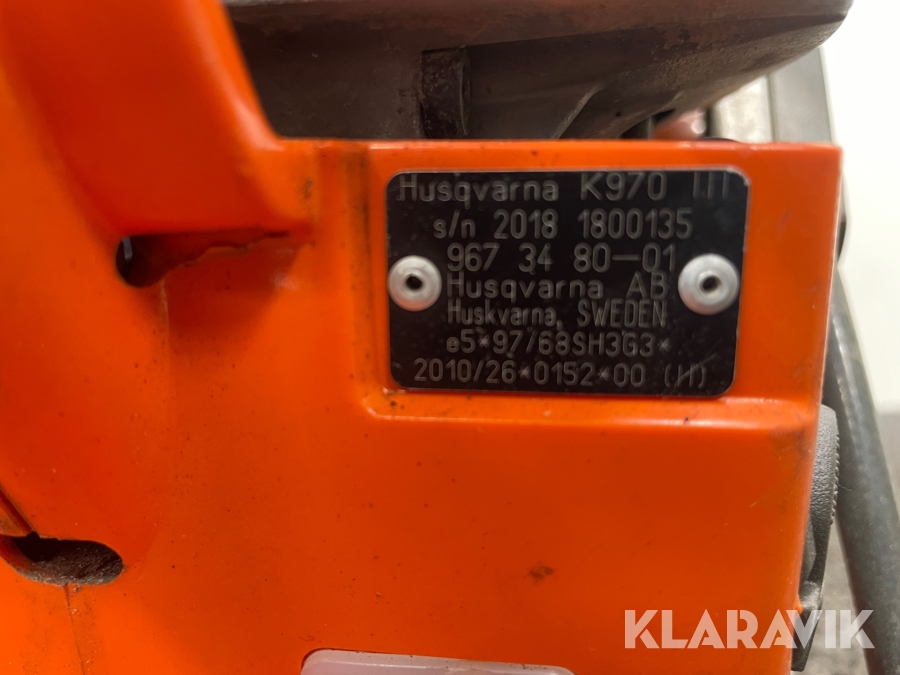 Husqvarna K970 III
s/n 2018 1800135
967 34 80-01
Husqvarna AB
Huskvarna, SWEDEN
e5*97/68SH3G3*
2010/26*0152*00 (II)
KLARAVIK